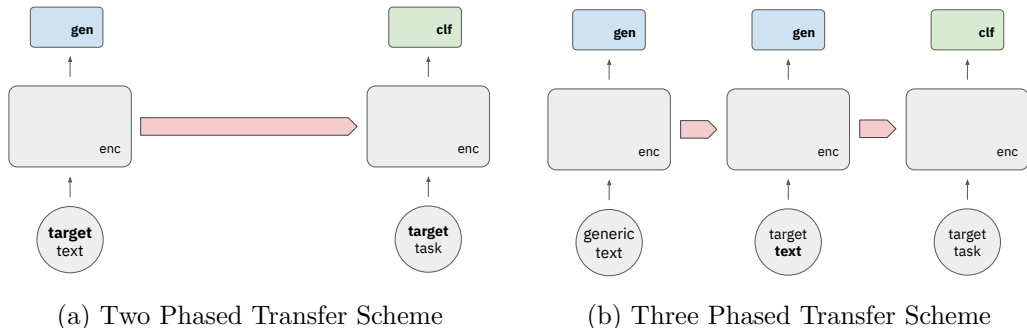 gen
enc
target
text
clf
enc
target
task
(a) Two Phased Transfer Scheme
gen
enc
generic
text
gen
enc
target
text
clf
enc
target
task
(b) Three Phased Transfer Scheme